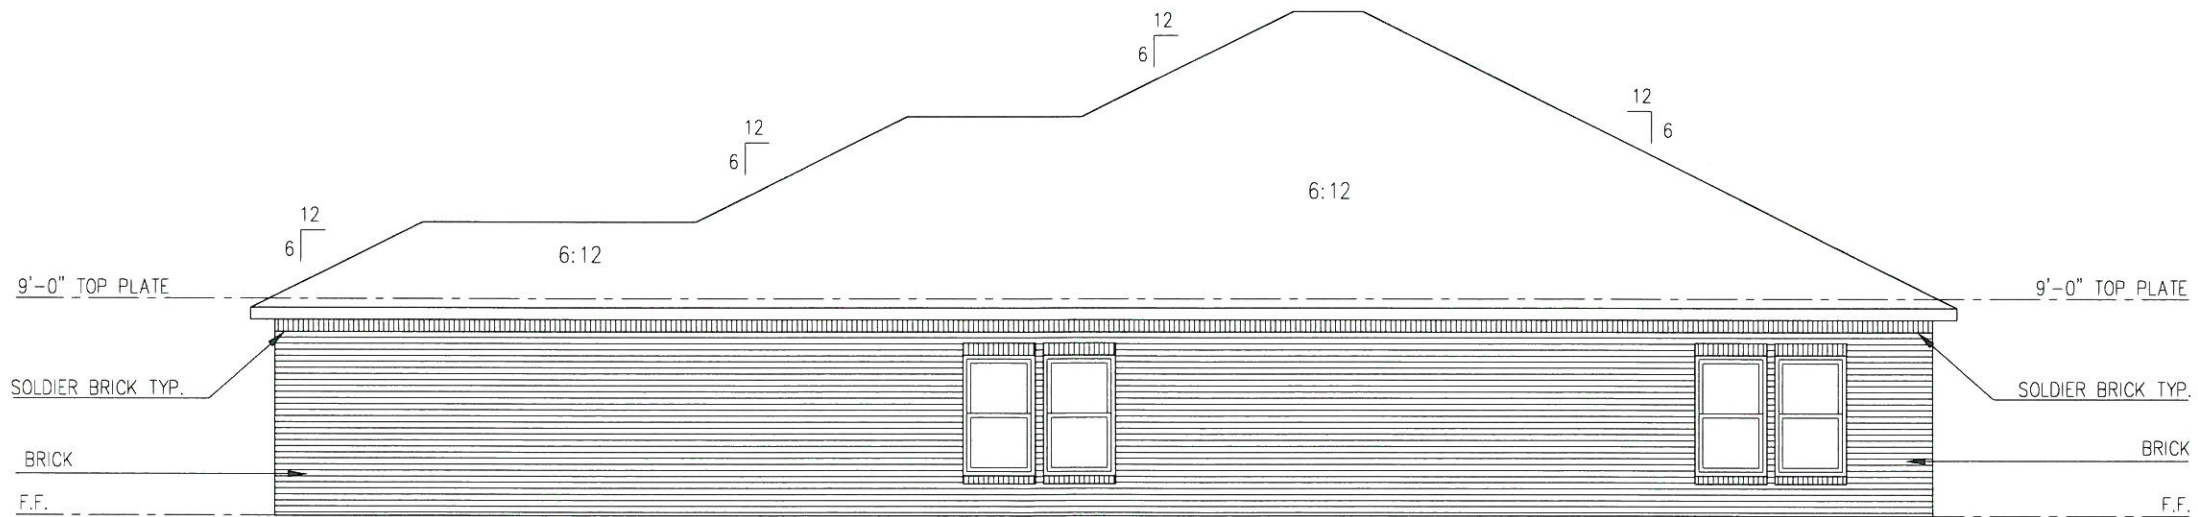 12
6
12
6
12
6
12
6
6:12
6:12
9'-0" TOP PLATE
9'-0" TOP PLATE
SOLDIER BRICK TYP.
SOLDIER BRICK TYP.
BRICK
BRICK
F.F.
F.F.